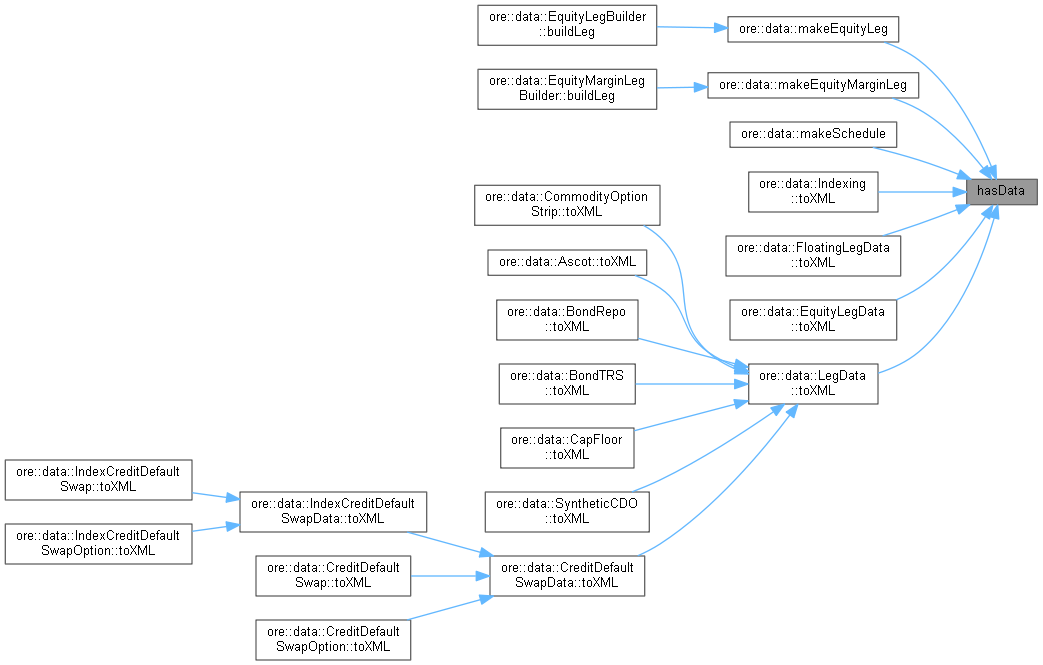 ore::data::EquityLegBuilder
::buildLeg
ore::data::makeEquityLeg
ore::data::EquityMarginLeg
Builder::buildLeg
ore::data::makeEquityMarginLeg
ore::data::makeSchedule
hasData
ore::data::Indexing
::toXML
ore::data::CommodityOption
Strip::toXML
ore::data::FloatingLegData
::toXML
ore::data::Ascot::toXML
ore::data::BondRepo
::toXML
ore::data::EquityLegData
::toXML
ore::data::BondTRS
::toXML
ore::data::LegData
::toXML
ore::data::CapFloor
::toXML
ore::data::IndexCreditDefault
Swap::toXML
ore::data::IndexCreditDefault
SwapData::toXML
ore::data::SyntheticCDO
::toXML
ore::data::IndexCreditDefault
SwapOption::toXML
ore::data::CreditDefault
Swap::toXML
ore::data::CreditDefault
SwapData::toXML
ore::data::CreditDefault
SwapOption::toXML